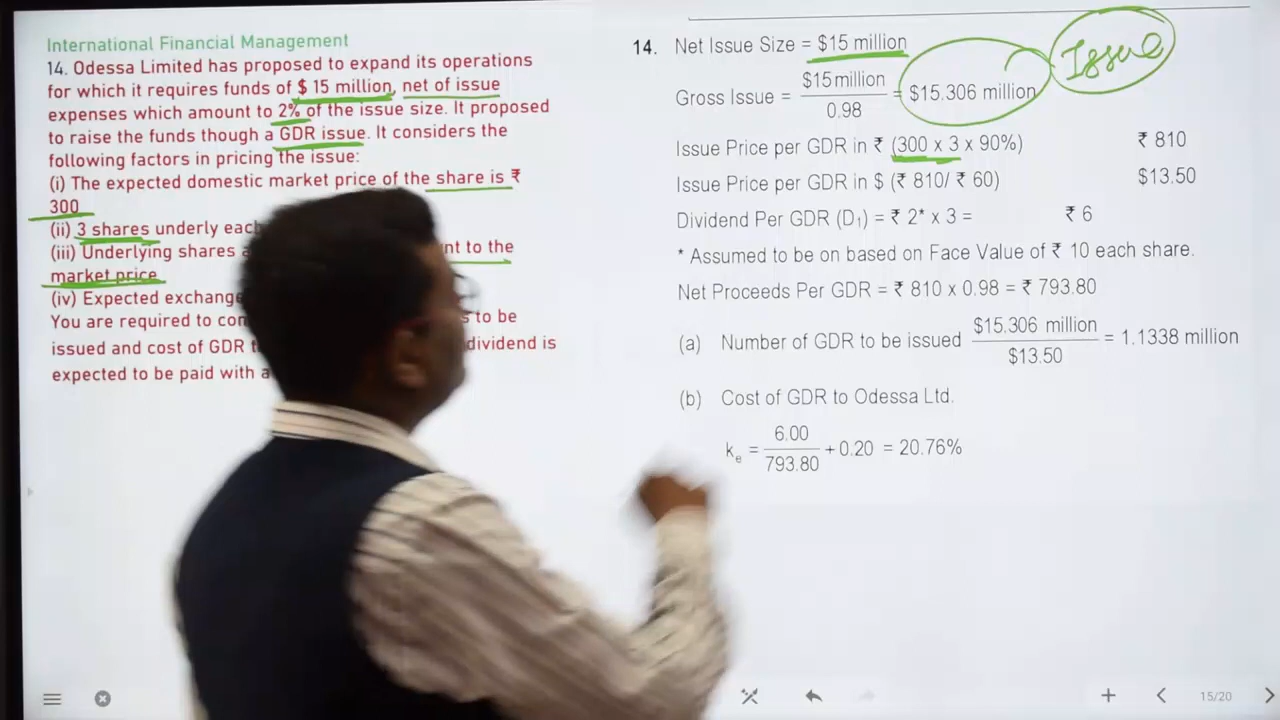 International Financial Management
14. Odessa Limited has proposed to expand its operations
for which it requires funds of $ 15 million, net of issue
expenses which amount to 2% of the issue size. It proposed
to raise the funds though a GDR issue. It considers the
following factors in pricing the issue:
(i) The expected domestic market price of the share is ₹
300
(ii) 3 shares underly each
(iii) Underlying shares to the
market price
(iv) Expected exchange
You are required to to be
issued and cost of GDR dividend is
expected to be paid with a
14. Net Issue Size = $15 million
Gross Issue = $15 million / 0.98 = $15.306 million
Issue
Issue Price per GDR in ₹ (300 x 3 x 90%) ₹ 810
Issue Price per GDR in $ (₹ 810/ ₹ 60) $13.50
Dividend Per GDR (D₁) = ₹ 2* x 3 = ₹ 6
* Assumed to be on based on Face Value of ₹ 10 each share.
Net Proceeds Per GDR = ₹ 810 x 0.98 = ₹ 793.80
(a) Number of GDR to be issued $15.306 million / $13.50 = 1.1338 million
(b) Cost of GDR to Odessa Ltd.
kₑ = 6.00 / 793.80 + 0.20 = 20.76%
15/20